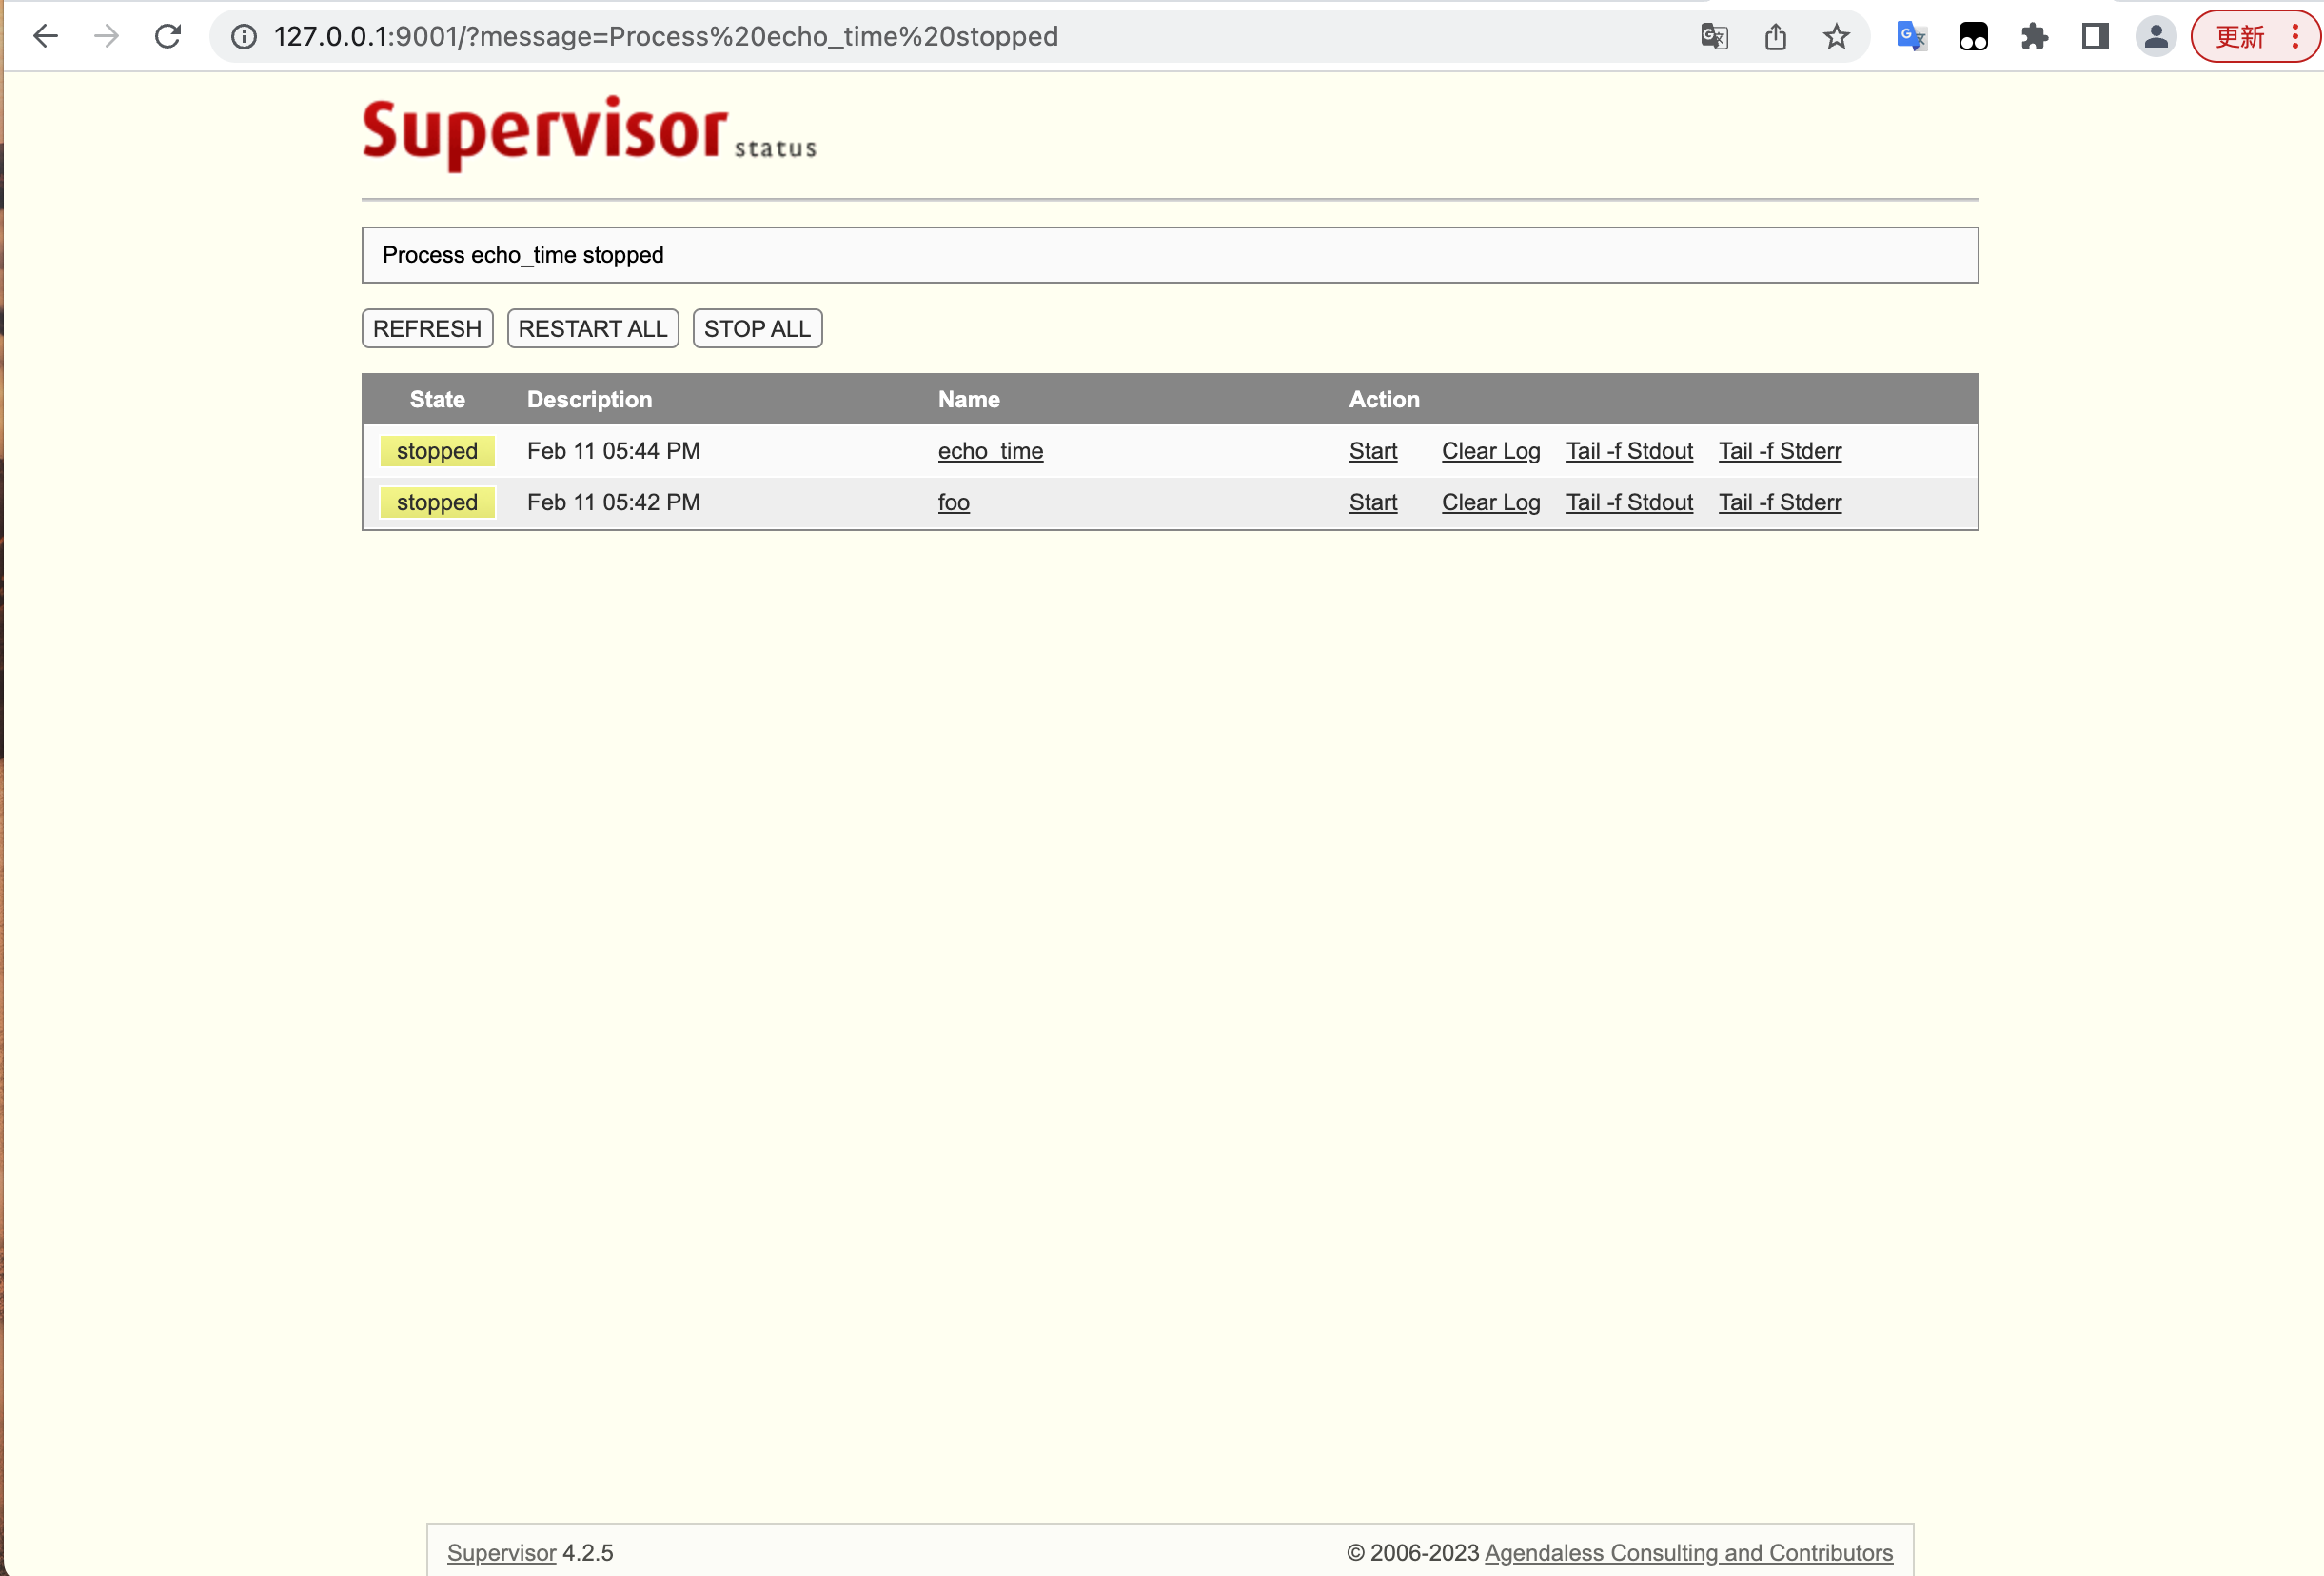 127.0.0.1:9001/?message=Process%20echo_time%20stopped
更新
Supervisor status
Process echo_time stopped
REFRESH RESTART ALL STOP ALL
State Description Name Action
stopped Feb 11 05:44 PM echo_time Start Clear Log Tail -f Stdout Tail -f Stderr
stopped Feb 11 05:42 PM foo Start Clear Log Tail -f Stdout Tail -f Stderr
Supervisor 4.2.5 © 2006-2023 Agendaless Consulting and Contributors